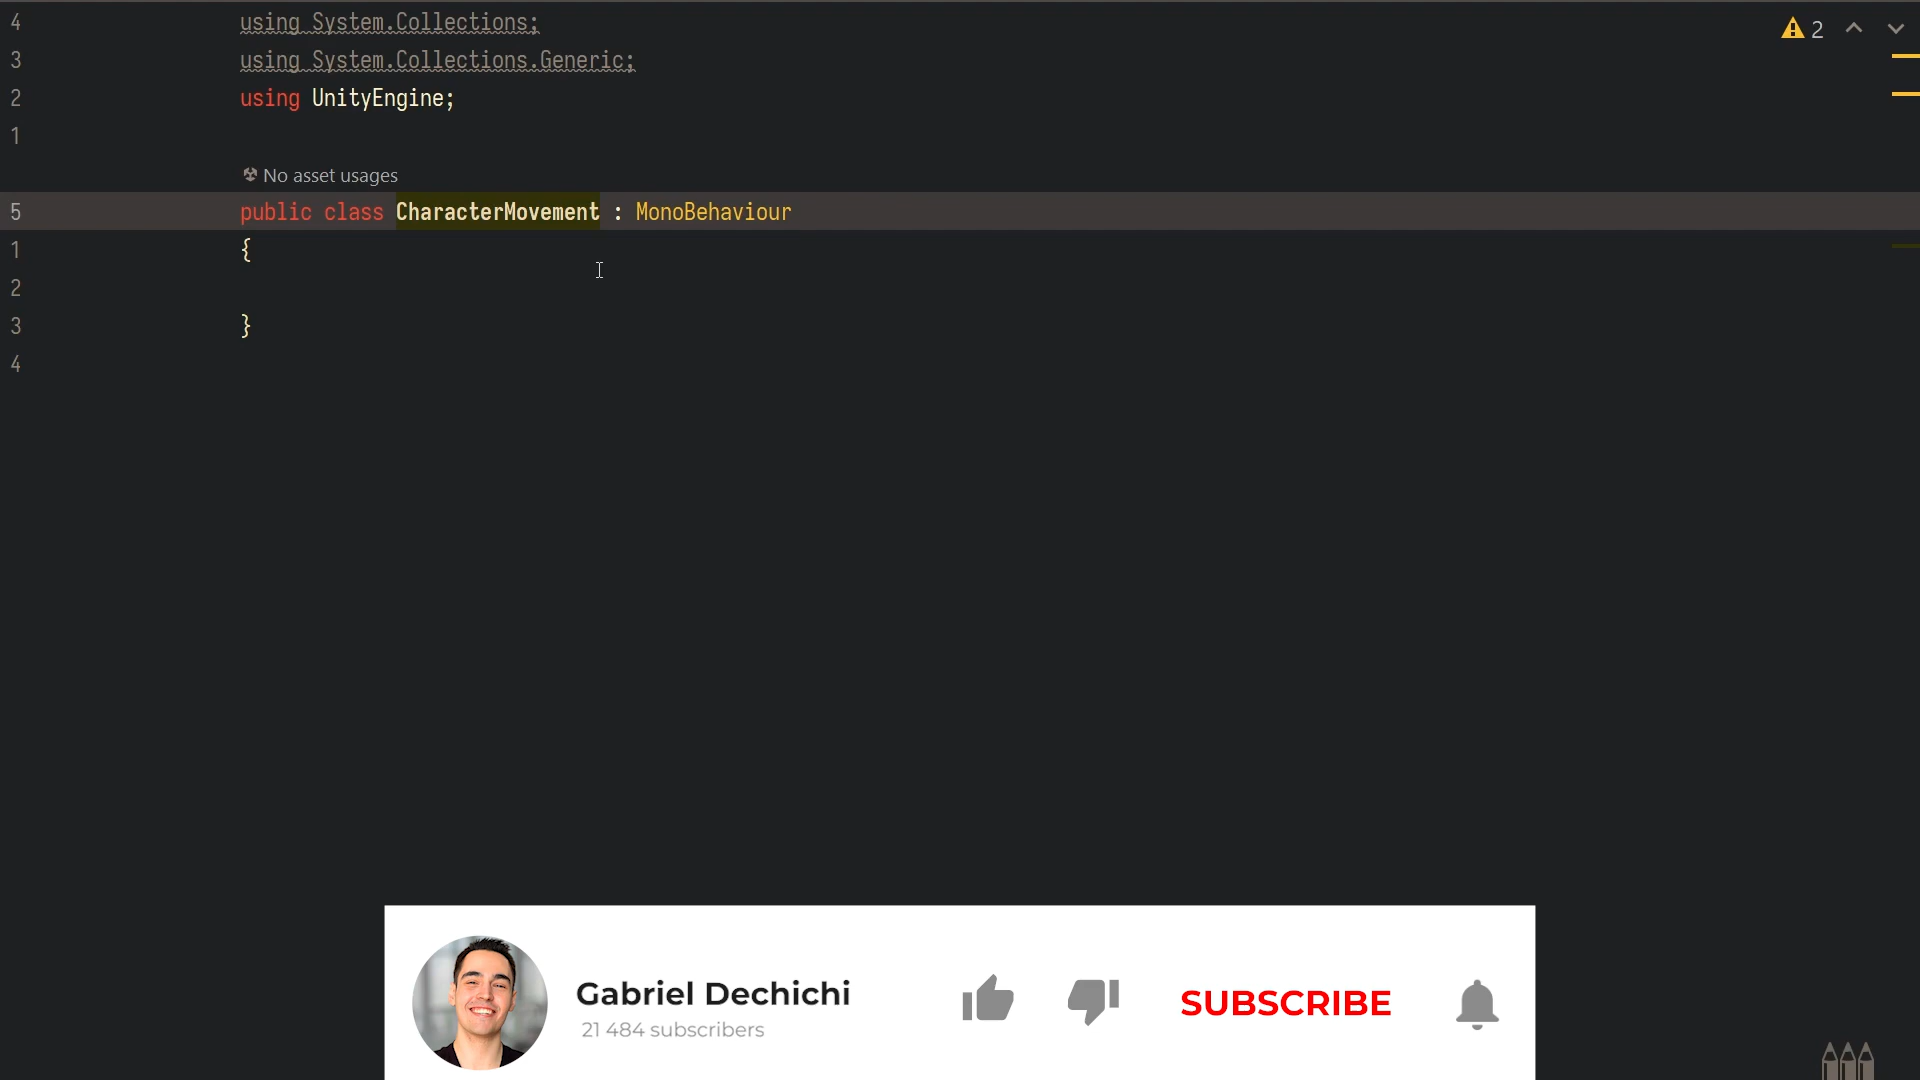 4 using System.Collections;
3 using System.Collections.Generic;
2 using UnityEngine;
1
No asset usages
5 public class CharacterMovement : MonoBehaviour
1 {
2
3 }
4
2
Gabriel Dechichi
21 484 subscribers
SUBSCRIBE